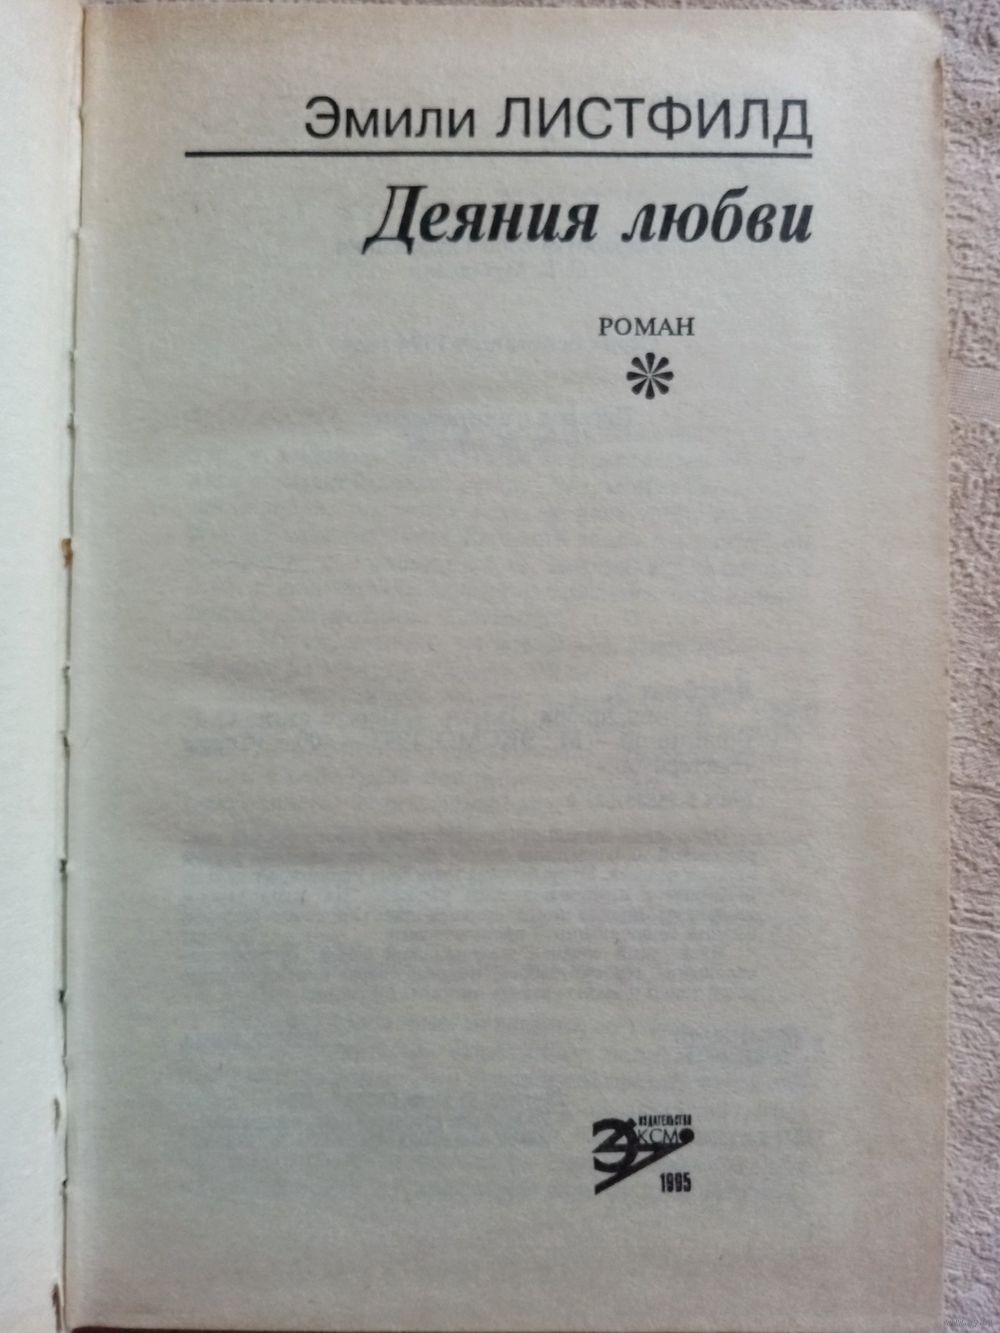 Эмили ЛИСТФИЛД
Деяния любви
РОМАН
ИЗДАТЕЛЬСТВО
ЭКСМО
1995